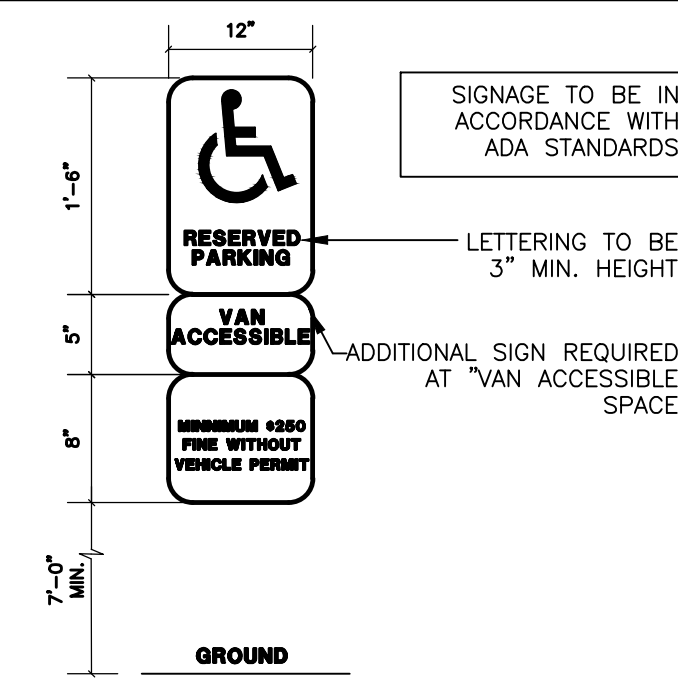 12"
SIGNAGE TO BE IN
ACCORDANCE WITH
ADA STANDARDS
1'-6"
RESERVED
PARKING
LETTERING TO BE
3" MIN. HEIGHT
5"
VAN
ACCESSIBLE
ADDITIONAL SIGN REQUIRED
AT "VAN ACCESSIBLE
SPACE
8"
MINNIMUM $250
FINE WITHOUT
VEHICLE PERMIT
7'-0"
MIN.
GROUND